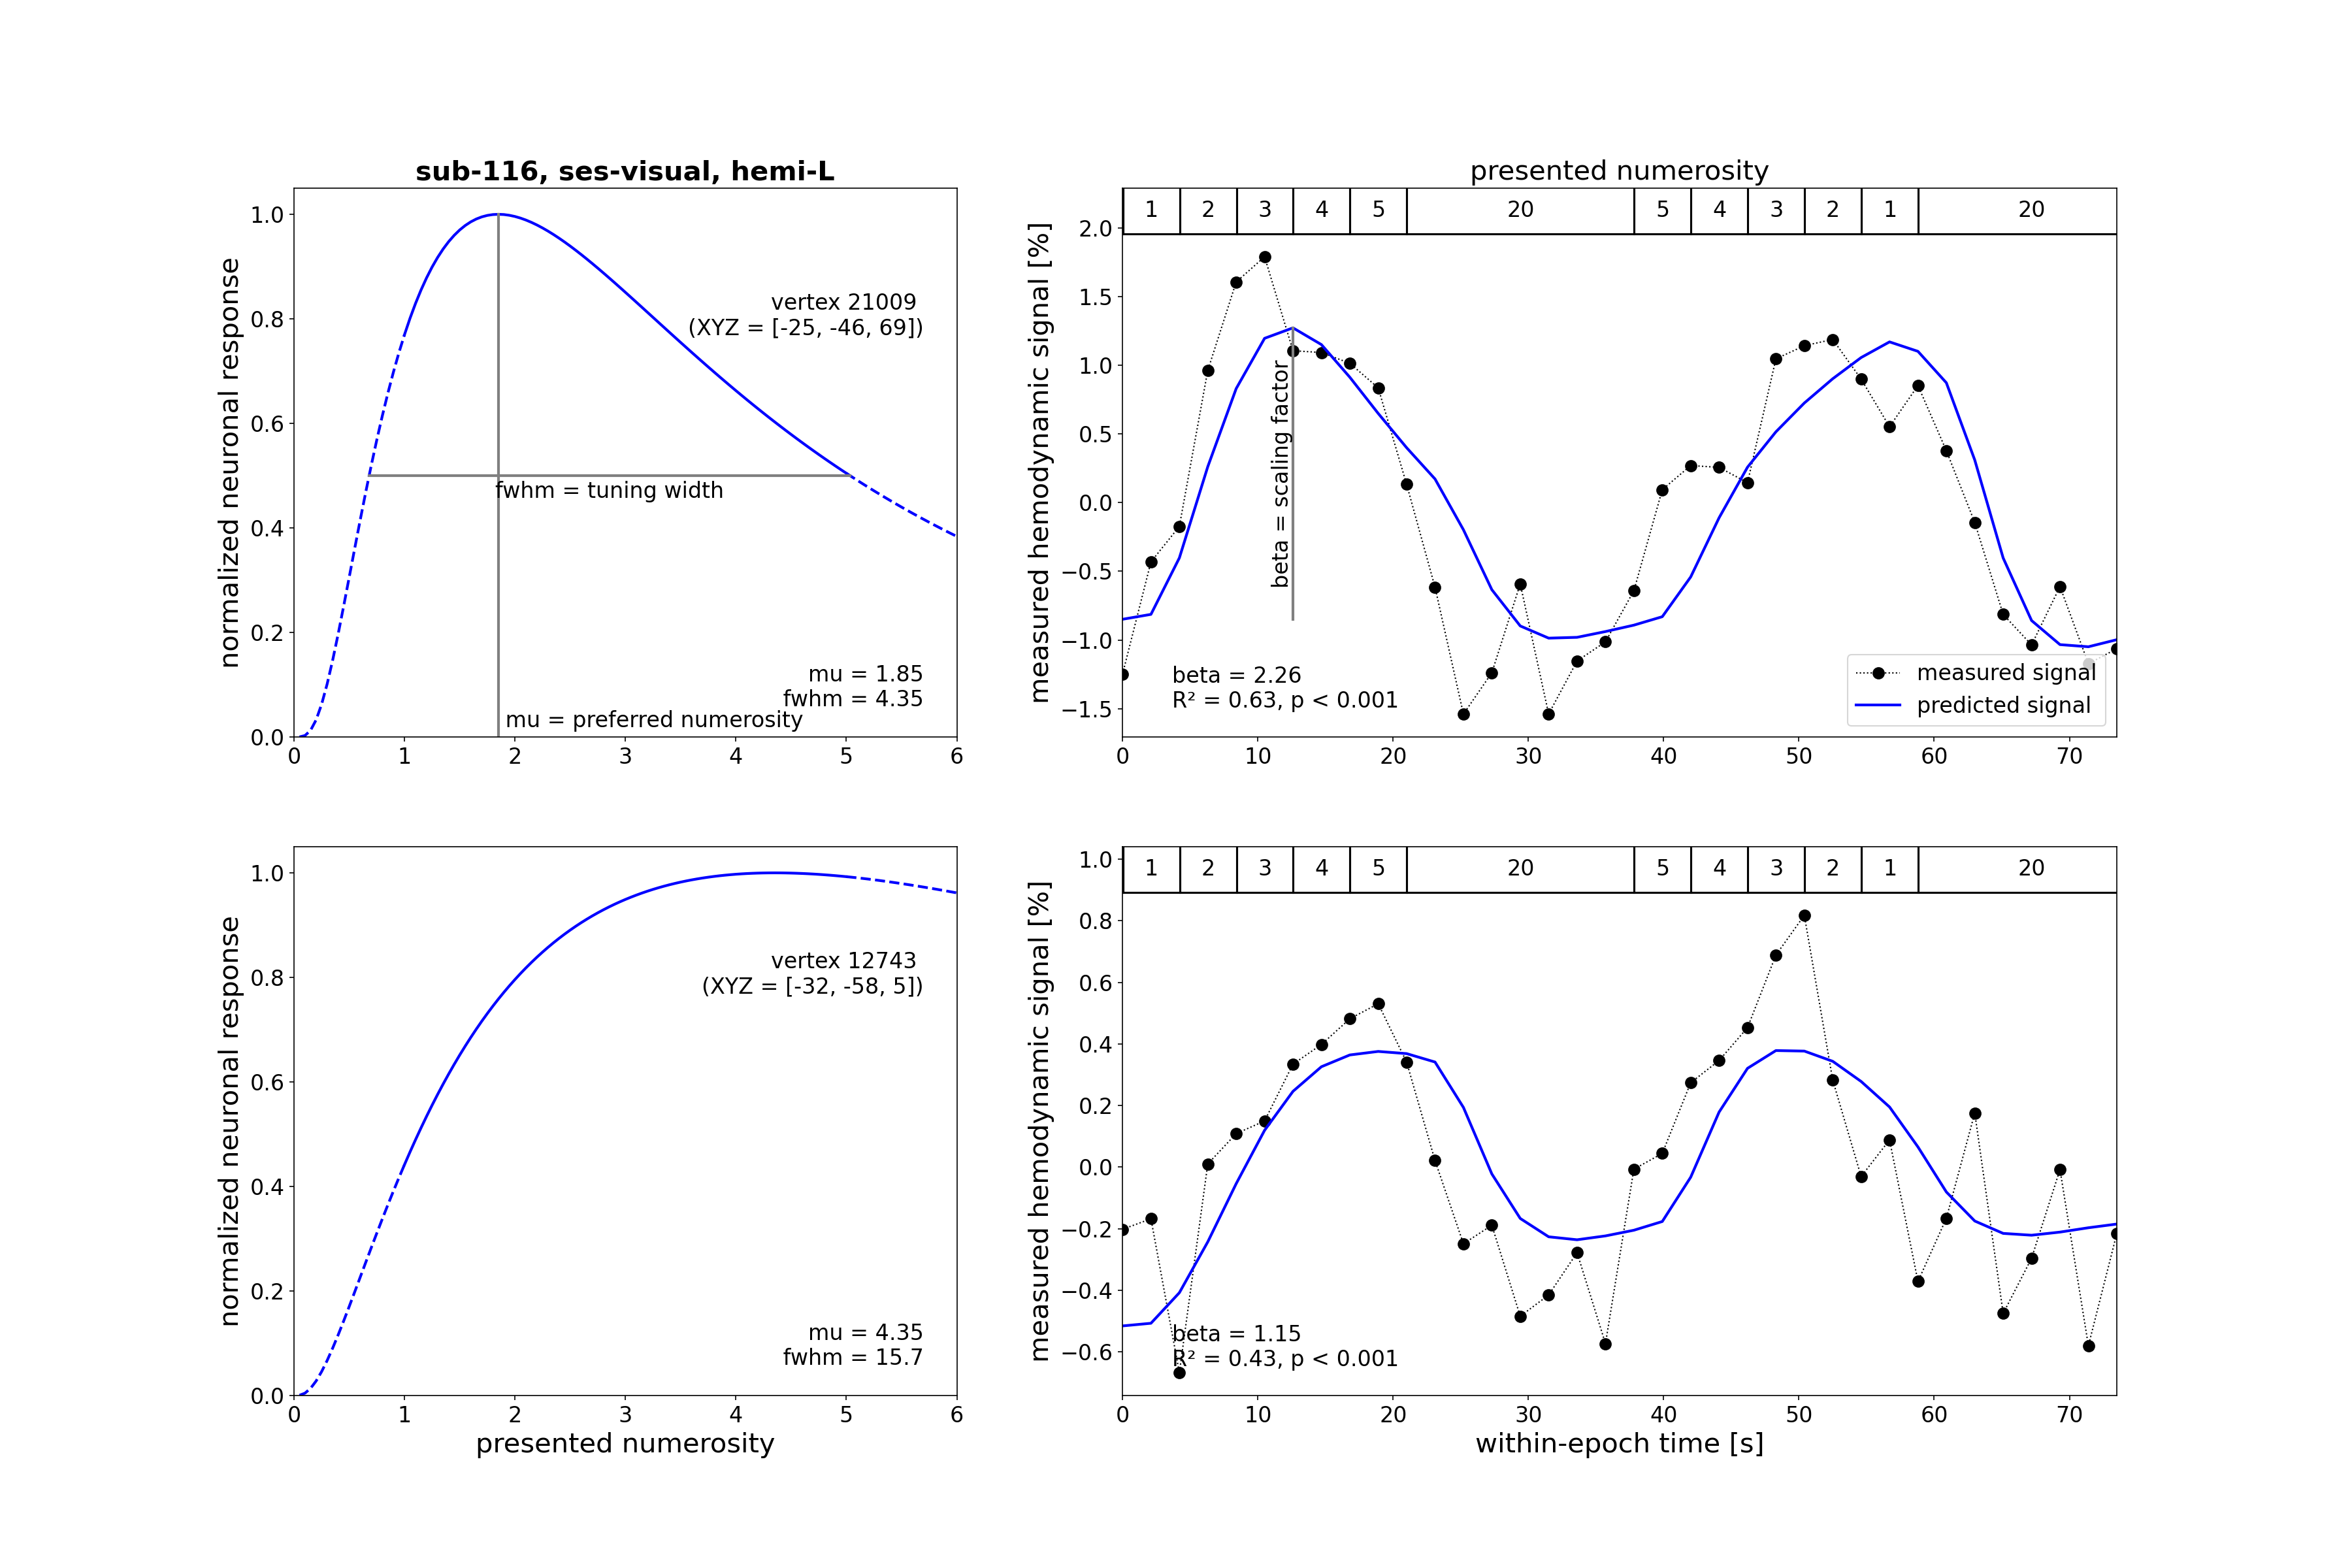 sub-116, ses-visual, hemi-L
normalized neuronal response
1.0
0.8
0.6
0.4
0.2
0.0
vertex 21009
(XYZ = [-25, -46, 69])
fwhm = tuning width
mu = 1.85
fwhm = 4.35
mu = preferred numerosity
0 1 2 3 4 5 6
presented numerosity
1 2 3 4 5 20 5 4 3 2 1 20
measured hemodynamic signal [%]
2.0
1.5
1.0
0.5
0.0
−0.5
−1.0
−1.5
beta = scaling factor
beta = 2.26
R² = 0.63, p < 0.001
measured signal
predicted signal
0 10 20 30 40 50 60 70
normalized neuronal response
1.0
0.8
0.6
0.4
0.2
0.0
vertex 12743
(XYZ = [-32, -58, 5])
mu = 4.35
fwhm = 15.7
0 1 2 3 4 5 6
presented numerosity
1 2 3 4 5 20 5 4 3 2 1 20
measured hemodynamic signal [%]
1.0
0.8
0.6
0.4
0.2
0.0
−0.2
−0.4
−0.6
beta = 1.15
R² = 0.43, p < 0.001
0 10 20 30 40 50 60 70
within-epoch time [s]